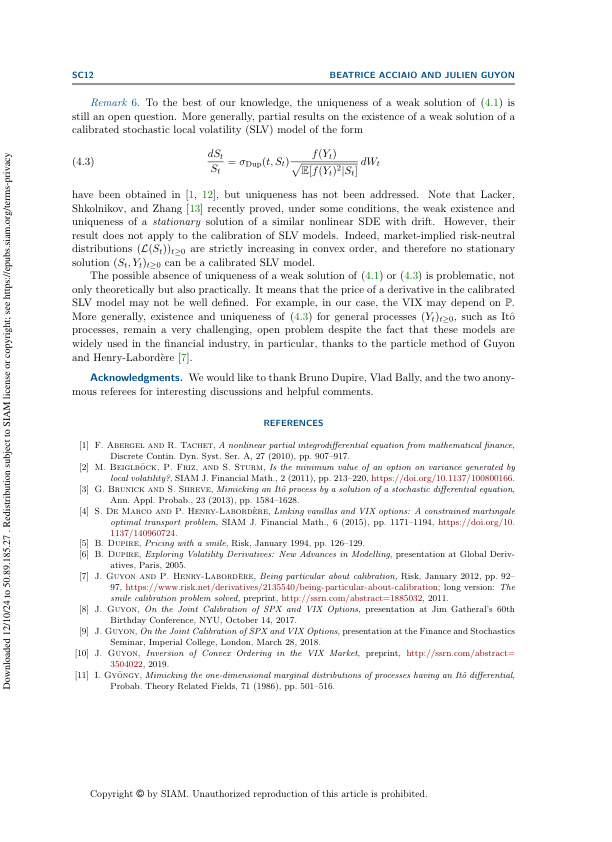 SC12 BEATRICE ACCIAIO AND JULIEN GUYON
Remark 6. To the best of our knowledge, the uniqueness of a weak solution of (4.1) is
still an open question. More generally, partial results on the existence of a weak solution of a
calibrated stochastic local volatility (SLV) model of the form
(4.3) dS_t/S_t = σ_Dup(t, S_t) f(Y_t)/√(𝔼[f(Y_t)²|S_t]) dW_t
have been obtained in [1, 12], but uniqueness has not been addressed. Note that Lacker,
Shkolnikov, and Zhang [13] recently proved, under some conditions, the weak existence and
uniqueness of a stationary solution of a similar nonlinear SDE with drift. However, their
result does not apply to the calibration of SLV models. Indeed, market-implied risk-neutral
distributions (ℒ(S_t))_{t≥0} are strictly increasing in convex order, and therefore no stationary
solution (S_t, Y_t)_{t≥0} can be a calibrated SLV model.
The possible absence of uniqueness of a weak solution of (4.1) or (4.3) is problematic, not
only theoretically but also practically. It means that the price of a derivative in the calibrated
SLV model may not be well defined. For example, in our case, the VIX may depend on ℙ.
More generally, existence and uniqueness of (4.3) for general processes (Y_t)_{t≥0}, such as Itô
processes, remain a very challenging, open problem despite the fact that these models are
widely used in the financial industry, in particular, thanks to the particle method of Guyon
and Henry-Labordère [7].
Acknowledgments. We would like to thank Bruno Dupire, Vlad Bally, and the two anony-
mous referees for interesting discussions and helpful comments.
REFERENCES
[1] F. Abergel and R. Tachet, A nonlinear partial integrodifferential equation from mathematical finance,
Discrete Contin. Dyn. Syst. Ser. A, 27 (2010), pp. 907–917.
[2] M. Beiglböck, P. Friz, and S. Sturm, Is the minimum value of an option on variance generated by
local volatility?, SIAM J. Financial Math., 2 (2011), pp. 213–220, https://doi.org/10.1137/100800166.
[3] G. Brunick and S. Shreve, Mimicking an Itô process by a solution of a stochastic differential equation,
Ann. Appl. Probab., 23 (2013), pp. 1584–1628.
[4] S. De Marco and P. Henry-Labordère, Linking vanillas and VIX options: A constrained martingale
optimal transport problem, SIAM J. Financial Math., 6 (2015), pp. 1171–1194, https://doi.org/10.
1137/140960724.
[5] B. Dupire, Pricing with a smile, Risk, January 1994, pp. 126–129.
[6] B. Dupire, Exploring Volatility Derivatives: New Advances in Modelling, presentation at Global Deriv-
atives, Paris, 2005.
[7] J. Guyon and P. Henry-Labordère, Being particular about calibration, Risk, January 2012, pp. 92–
97, https://www.risk.net/derivatives/2135540/being-particular-about-calibration; long version: The
smile calibration problem solved, preprint, http://ssrn.com/abstract=1885032, 2011.
[8] J. Guyon, On the Joint Calibration of SPX and VIX Options, presentation at Jim Gatheral's 60th
Birthday Conference, NYU, October 14, 2017.
[9] J. Guyon, On the Joint Calibration of SPX and VIX Options, presentation at the Finance and Stochastics
Seminar, Imperial College, London, March 28, 2018.
[10] J. Guyon, Inversion of Convex Ordering in the VIX Market, preprint, http://ssrn.com/abstract=
3504022, 2019.
[11] I. Gyöngy, Mimicking the one-dimensional marginal distributions of processes having an Itô differential,
Probab. Theory Related Fields, 71 (1986), pp. 501–516.
Copyright © by SIAM. Unauthorized reproduction of this article is prohibited.
Downloaded 12/10/24 to 50.89.185.27 . Redistribution subject to SIAM license or copyright; see https://epubs.siam.org/terms-privacy